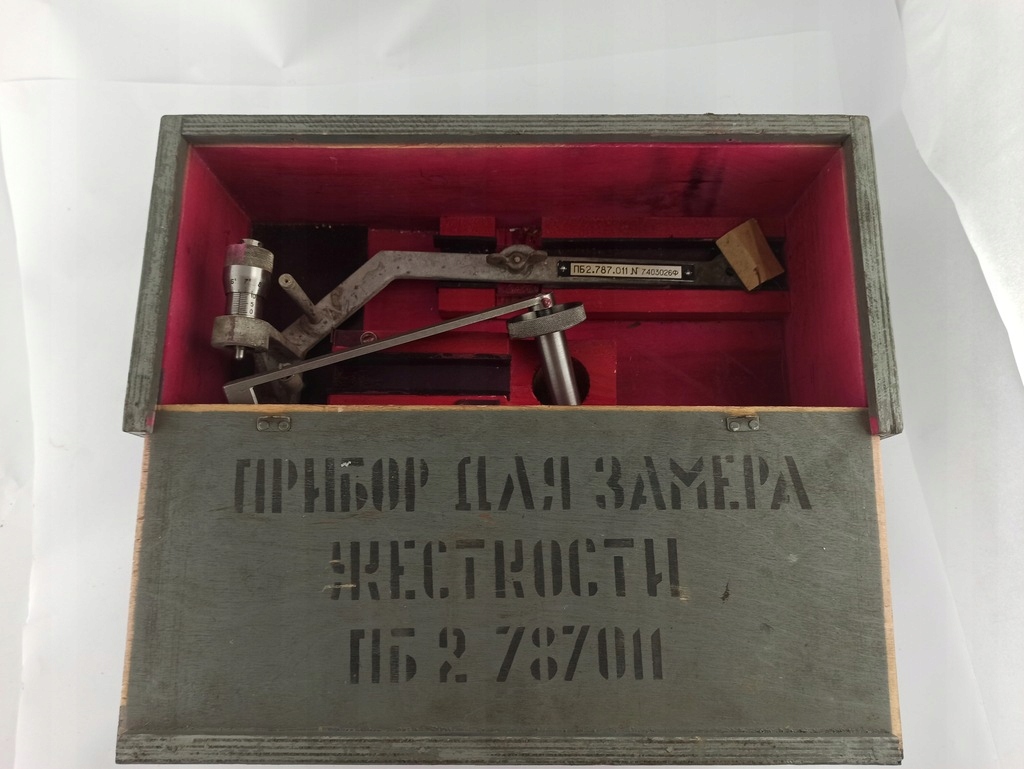 ПБ2.787.011 N 7403026Ф
ПРИБОР ДЛЯ ЗАМЕРА
ЖЕСТКОСТИ
ПБ 2 787011